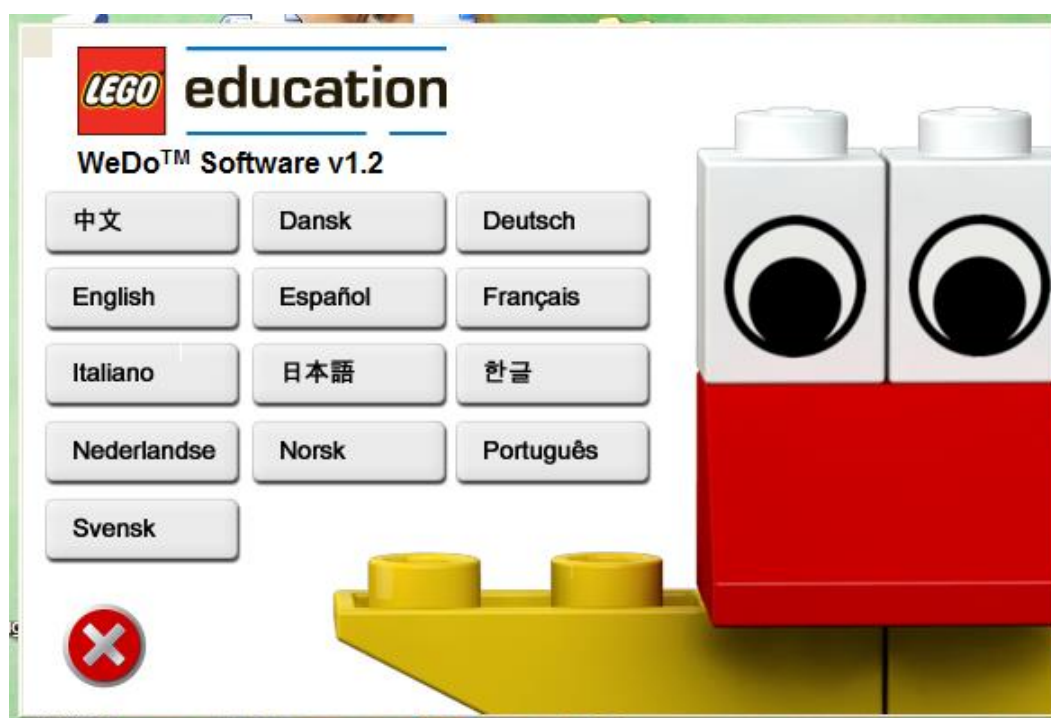 LEGO education
WeDo™ Software v1.2
中文 Dansk Deutsch
English Español Français
Italiano 日本語 한글
Nederlandse Norsk Português
Svensk